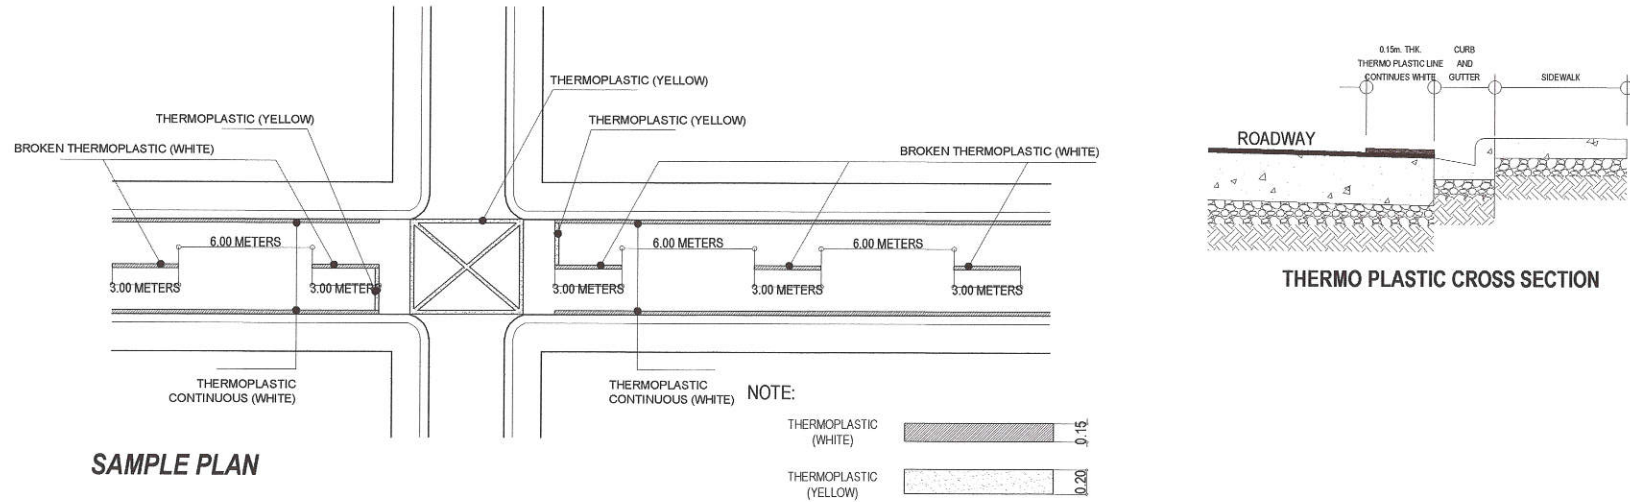 THERMOPLASTIC (YELLOW)
THERMOPLASTIC (YELLOW)
THERMOPLASTIC (YELLOW)
BROKEN THERMOPLASTIC (WHITE)
BROKEN THERMOPLASTIC (WHITE)
6.00 METERS
6.00 METERS
6.00 METERS
3.00 METERS
3.00 METERS
3.00 METERS
3.00 METERS
3.00 METERS
THERMOPLASTIC
CONTINUOUS (WHITE)
THERMOPLASTIC
CONTINUOUS (WHITE)
NOTE:
THERMOPLASTIC
(WHITE)
0.15
THERMOPLASTIC
(YELLOW)
0.20
SAMPLE PLAN
0.15m. THK.
THERMO PLASTIC LINE
CONTINUES WHITE
CURB
AND
GUTTER
SIDEWALK
ROADWAY
THERMO PLASTIC CROSS SECTION